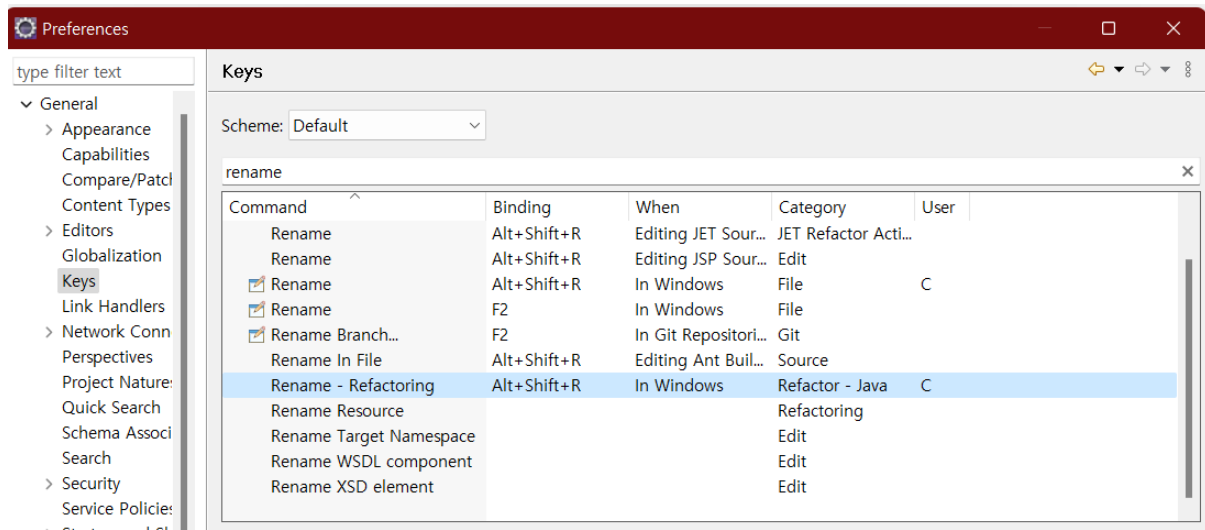 Preferences
type filter text
Keys
General
Appearance
Capabilities
Compare/Patch
Content Types
Editors
Globalization
Keys
Link Handlers
Network Conn
Perspectives
Project Natures
Quick Search
Schema Associ
Search
Security
Service Policies
Scheme: Default
rename
Command Binding When Category User
Rename Alt+Shift+R Editing JET Sour... JET Refactor Acti...
Rename Alt+Shift+R Editing JSP Sour... Edit
Rename Alt+Shift+R In Windows File C
Rename F2 In Windows File
Rename Branch... F2 In Git Repositori... Git
Rename In File Alt+Shift+R Editing Ant Buil... Source
Rename - Refactoring Alt+Shift+R In Windows Refactor - Java C
Rename Resource Refactoring
Rename Target Namespace Edit
Rename WSDL component Edit
Rename XSD element Edit